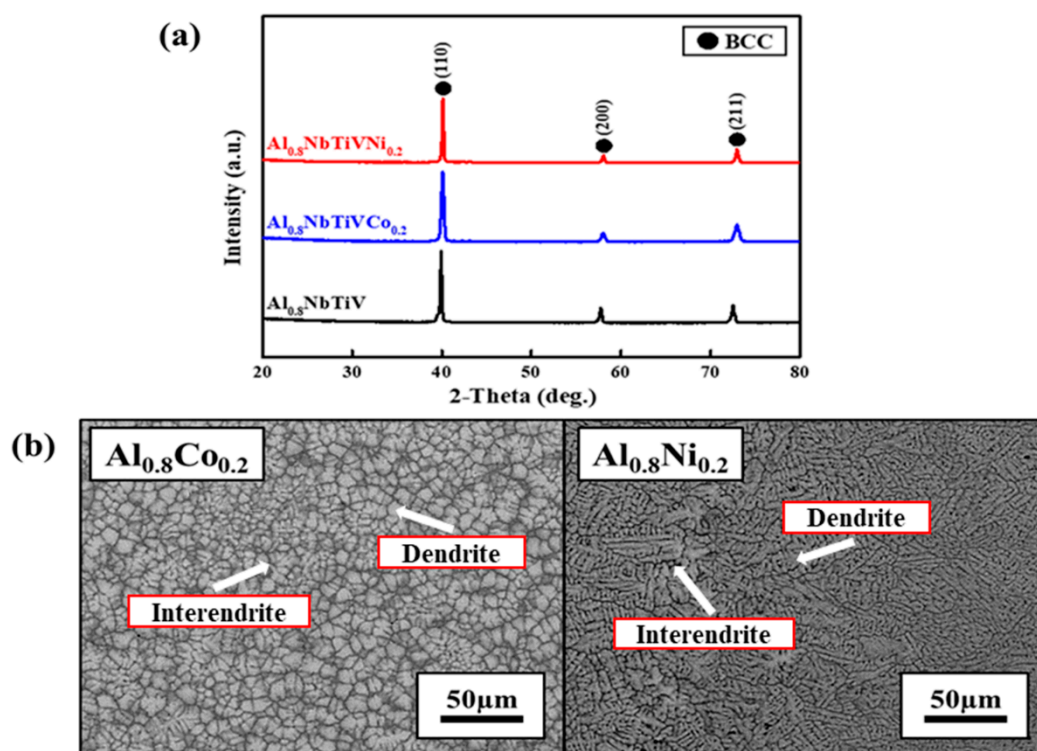 (a)
BCC
(110)
(200)
(211)
Al₀.₈NbTiVNi₀.₂
Al₀.₈NbTiVCo₀.₂
Al₀.₈NbTiV
Intensity (a.u.)
20 30 40 50 60 70 80
2-Theta (deg.)
(b)
Al₀.₈Co₀.₂
Dendrite
Interendrite
50μm
Al₀.₈Ni₀.₂
Dendrite
Interendrite
50μm